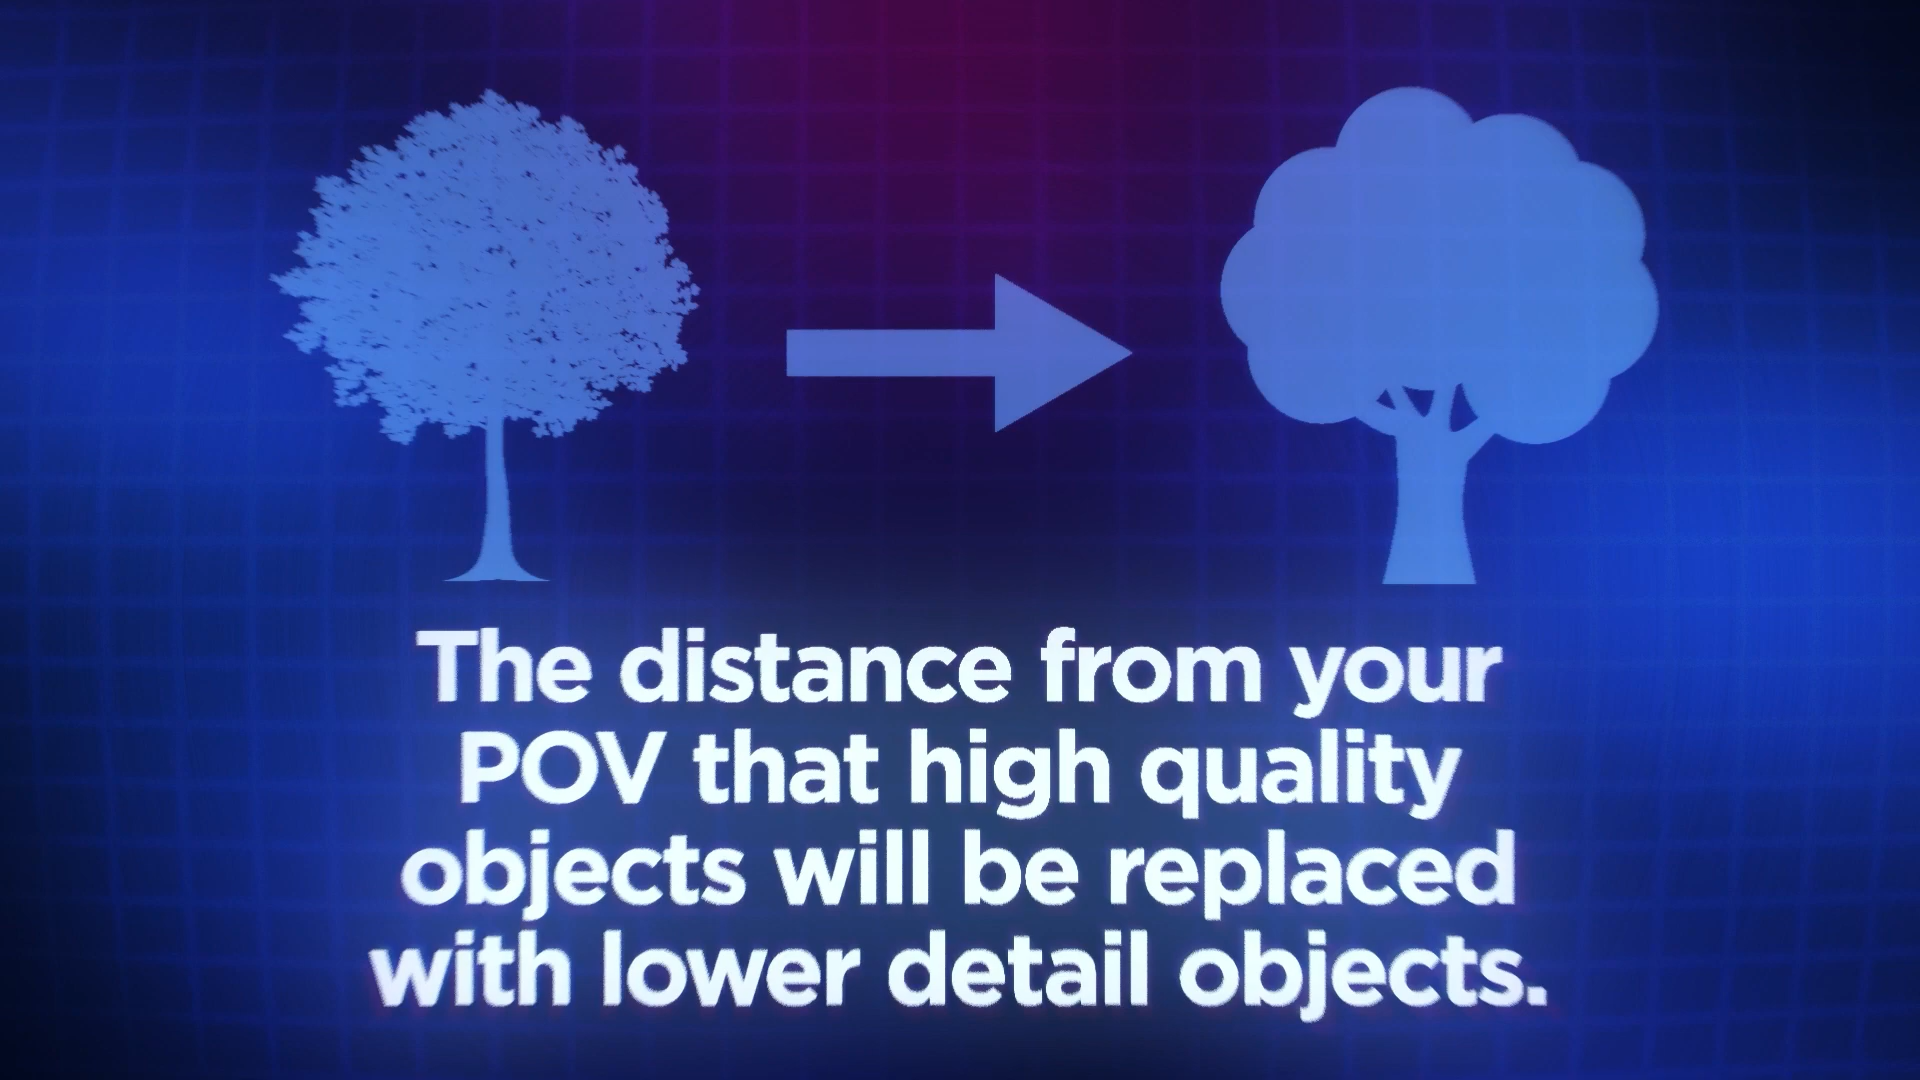 The distance from your
POV that high quality
objects will be replaced
with lower detail objects.